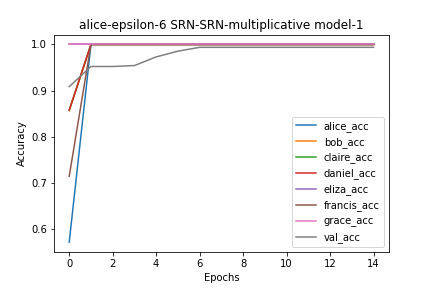 alice-epsilon-6 SRN-SRN-multiplicative model-1
1.0
0.9
0.8
0.7
0.6
Accuracy
alice_acc
bob_acc
claire_acc
daniel_acc
eliza_acc
francis_acc
grace_acc
val_acc
0 2 4 6 8 10 12 14
Epochs